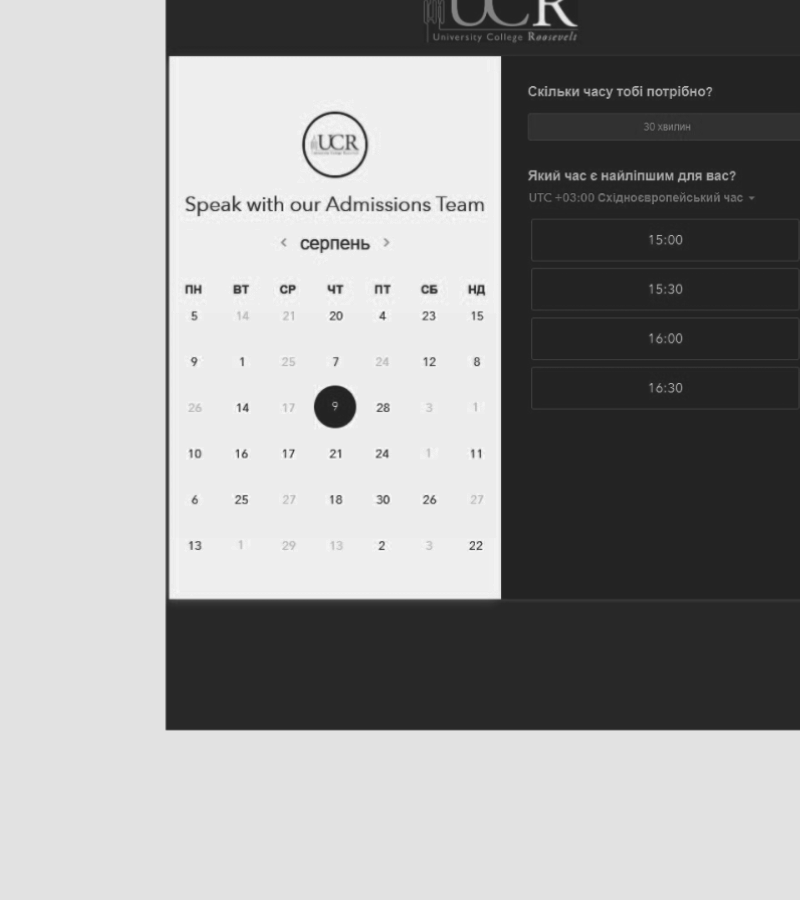 UCR
University College Roosevelt
UCR
Speak with our Admissions Team
‹ серпень ›
ПН ВТ СР ЧТ ПТ СБ НД
5 14 21 20 4 23 15
9 1 25 7 24 12 8
26 14 17 9 28 3 1
10 16 17 21 24 1 11
6 25 27 18 30 26 27
13 1 29 13 2 3 22
Скільки часу тобі потрібно?
30 хвилин
Який час є найліпшим для вас?
UTC +03:00 Східноєвропейський час
15:00
15:30
16:00
16:30